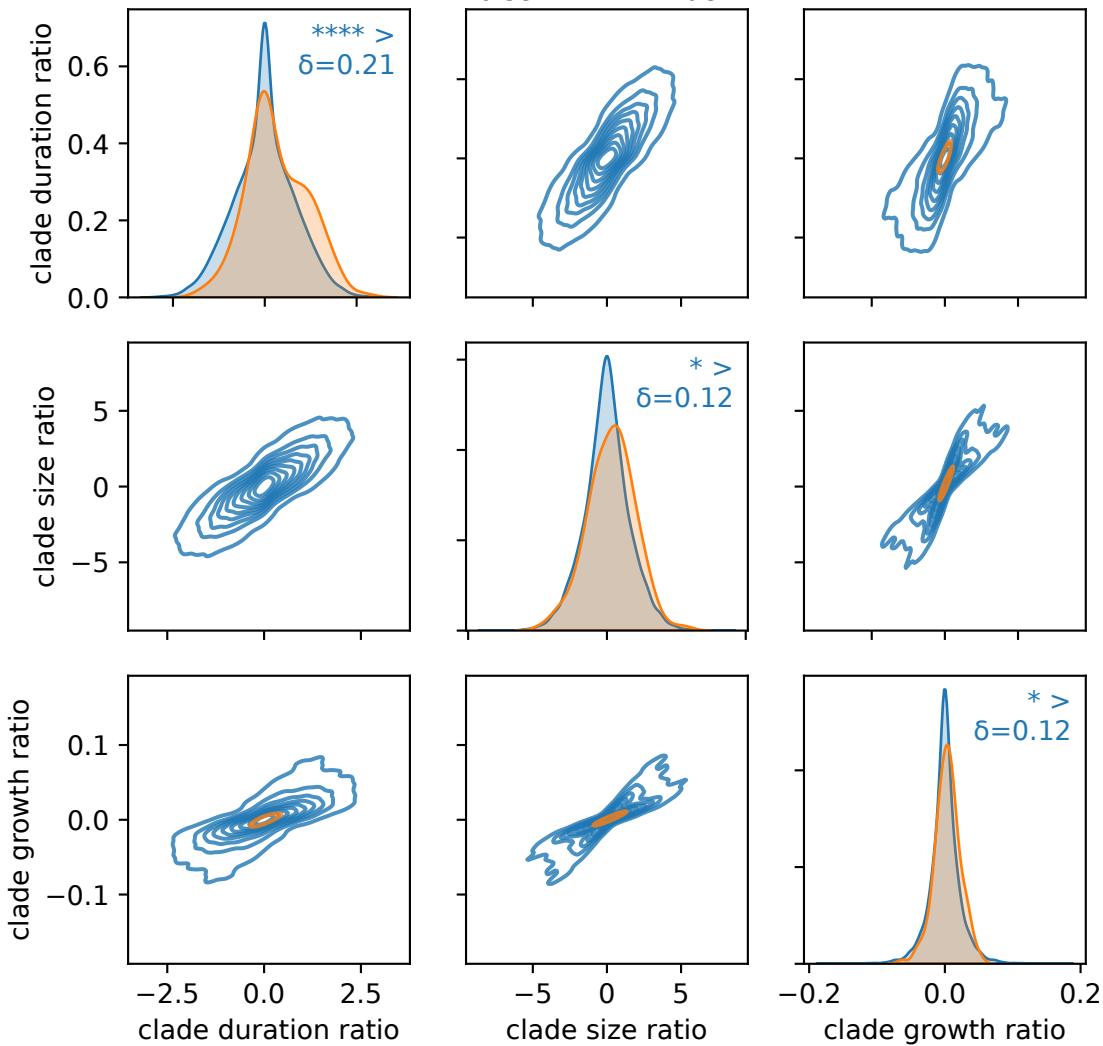 clade duration ratio
0.6
0.4
0.2
0.0
**** >
δ=0.21
clade size ratio
5
0
−5
* >
δ=0.12
clade growth ratio
0.1
0.0
−0.1
* >
δ=0.12
−2.5 0.0 2.5
−5 0 5
−0.2 0.0 0.2
clade duration ratio
clade size ratio
clade growth ratio